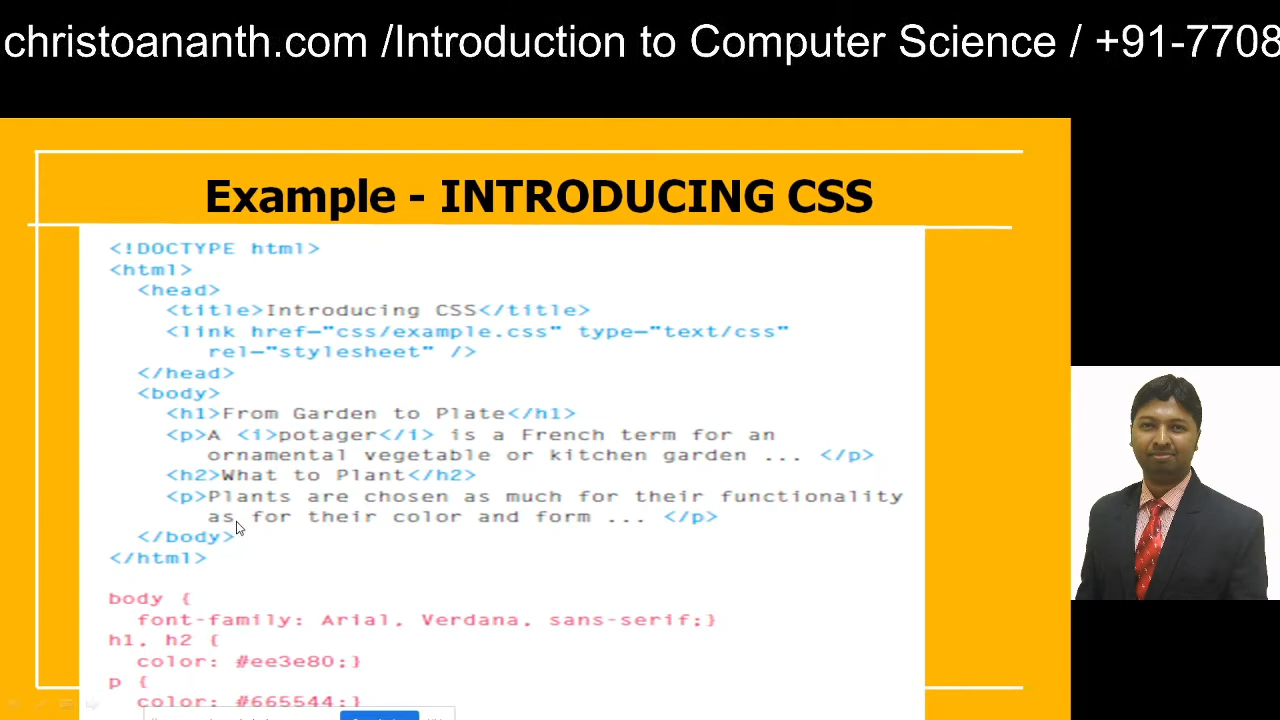 christoananth.com /Introduction to Computer Science / +91-7708
Example - INTRODUCING CSS
<!DOCTYPE html>
<html>
<head>
<title>Introducing CSS</title>
<link href="css/example.css" type="text/css"
rel="stylesheet" />
</head>
<body>
<h1>From Garden to Plate</h1>
<p>A <i>potager</i> is a French term for an
ornamental vegetable or kitchen garden ... </p>
<h2>What to Plant</h2>
<p>Plants are chosen as much for their functionality
as for their color and form ... </p>
</body>
</html>
body {
font-family: Arial, Verdana, sans-serif;}
h1, h2 {
color: #ee3e80;}
p {
color: #665544;}